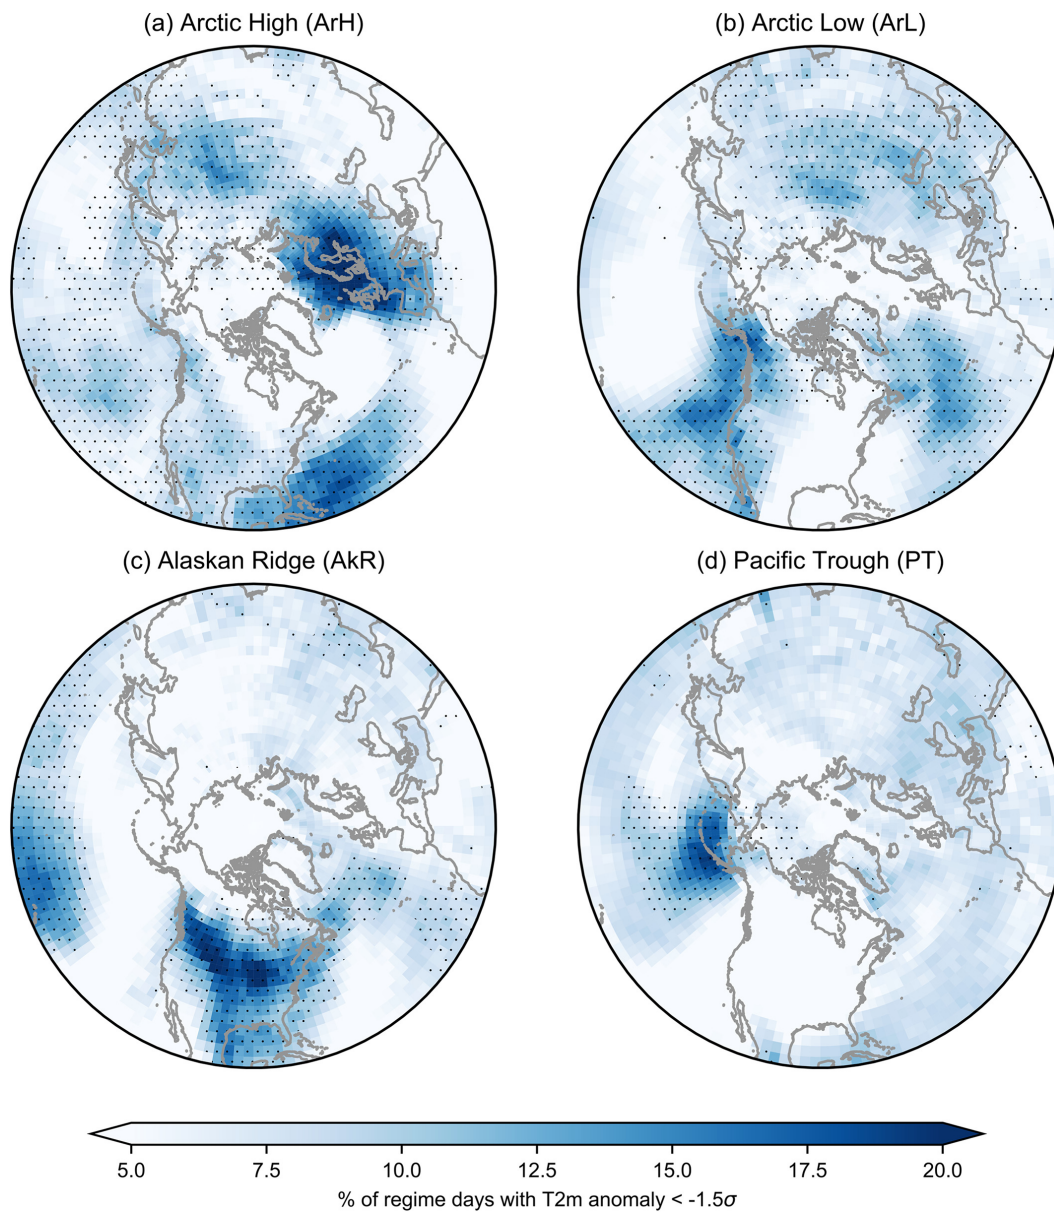 (a) Arctic High (ArH)
(b) Arctic Low (ArL)
(c) Alaskan Ridge (AkR)
(d) Pacific Trough (PT)
5.0 7.5 10.0 12.5 15.0 17.5 20.0
% of regime days with T2m anomaly < -1.5σ